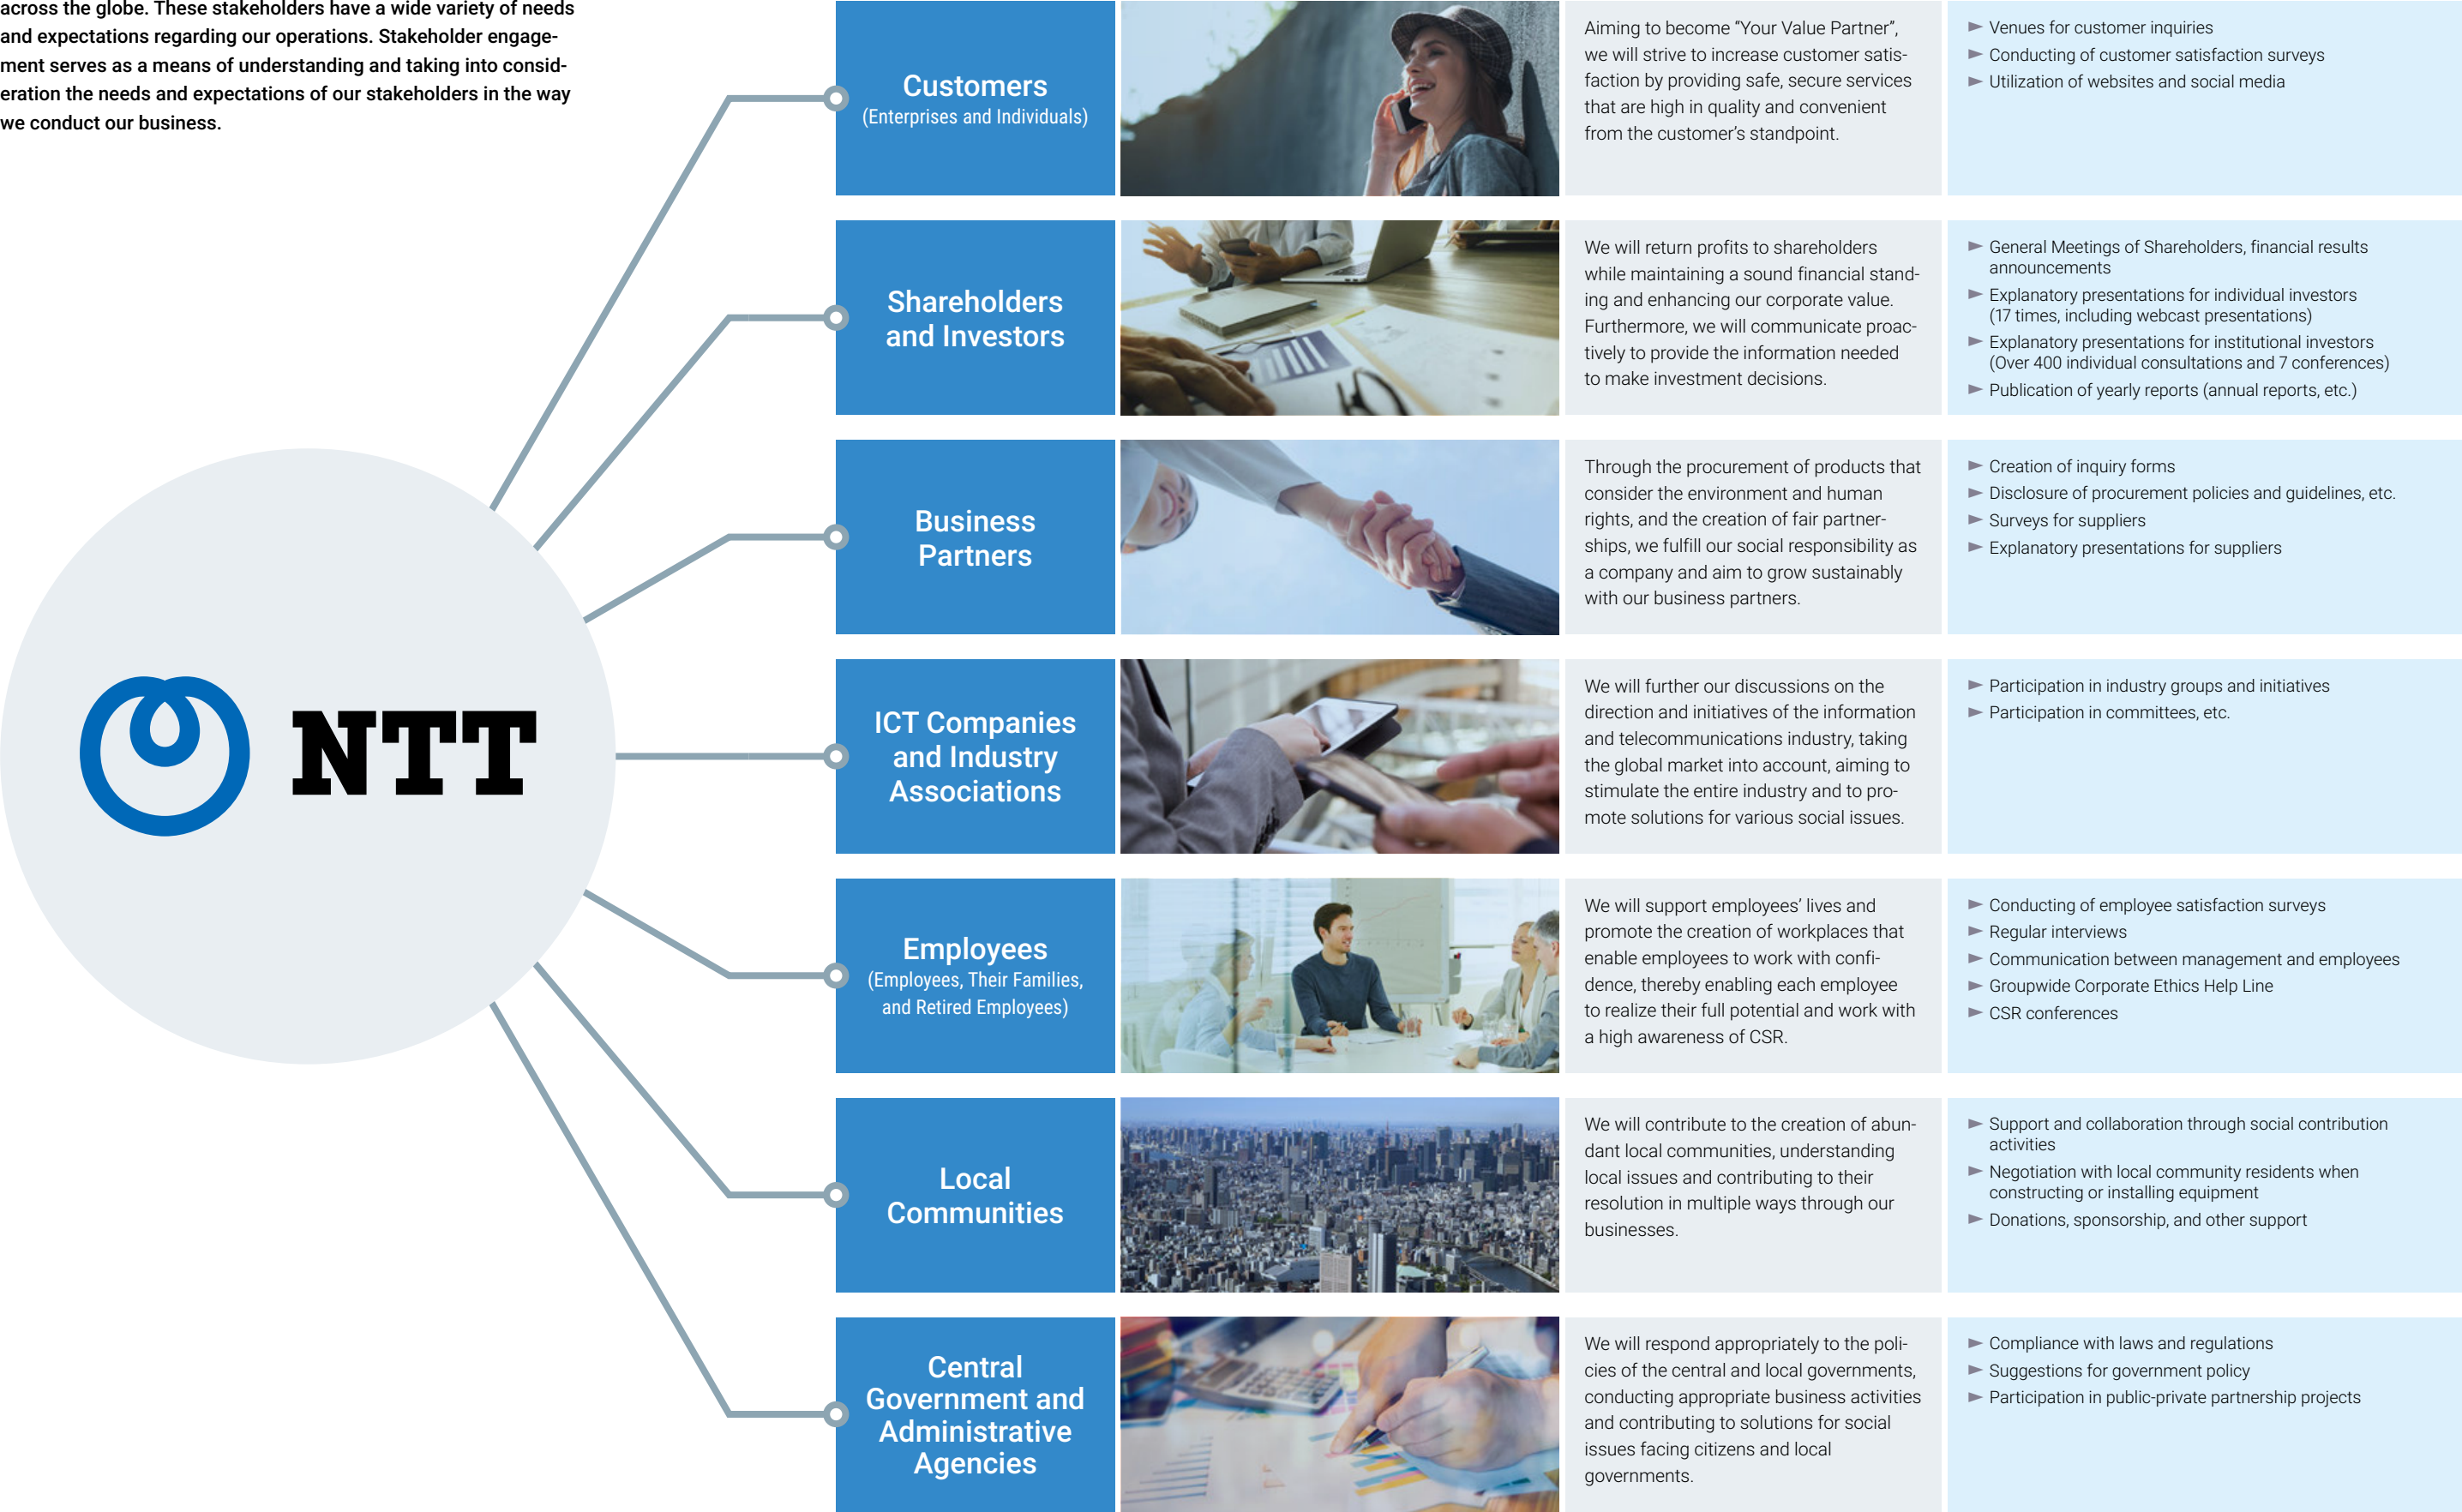 across the globe. These stakeholders have a wide variety of needs
and expectations regarding our operations. Stakeholder engage-
ment serves as a means of understanding and taking into consid-
eration the needs and expectations of our stakeholders in the way
we conduct our business.
NTT
Customers
(Enterprises and Individuals)
Aiming to become “Your Value Partner”,
we will strive to increase customer satis-
faction by providing safe, secure services
that are high in quality and convenient
from the customer’s standpoint.
► Venues for customer inquiries
► Conducting of customer satisfaction surveys
► Utilization of websites and social media
Shareholders
and Investors
We will return profits to shareholders
while maintaining a sound financial stand-
ing and enhancing our corporate value.
Furthermore, we will communicate proac-
tively to provide the information needed
to make investment decisions.
► General Meetings of Shareholders, financial results
announcements
► Explanatory presentations for individual investors
(17 times, including webcast presentations)
► Explanatory presentations for institutional investors
(Over 400 individual consultations and 7 conferences)
► Publication of yearly reports (annual reports, etc.)
Business
Partners
Through the procurement of products that
consider the environment and human
rights, and the creation of fair partner-
ships, we fulfill our social responsibility as
a company and aim to grow sustainably
with our business partners.
► Creation of inquiry forms
► Disclosure of procurement policies and guidelines, etc.
► Surveys for suppliers
► Explanatory presentations for suppliers
ICT Companies
and Industry
Associations
We will further our discussions on the
direction and initiatives of the information
and telecommunications industry, taking
the global market into account, aiming to
stimulate the entire industry and to pro-
mote solutions for various social issues.
► Participation in industry groups and initiatives
► Participation in committees, etc.
Employees
(Employees, Their Families,
and Retired Employees)
We will support employees’ lives and
promote the creation of workplaces that
enable employees to work with confi-
dence, thereby enabling each employee
to realize their full potential and work with
a high awareness of CSR.
► Conducting of employee satisfaction surveys
► Regular interviews
► Communication between management and employees
► Groupwide Corporate Ethics Help Line
► CSR conferences
Local
Communities
We will contribute to the creation of abun-
dant local communities, understanding
local issues and contributing to their
resolution in multiple ways through our
businesses.
► Support and collaboration through social contribution
activities
► Negotiation with local community residents when
constructing or installing equipment
► Donations, sponsorship, and other support
Central
Government and
Administrative
Agencies
We will respond appropriately to the poli-
cies of the central and local governments,
conducting appropriate business activities
and contributing to solutions for social
issues facing citizens and local
governments.
► Compliance with laws and regulations
► Suggestions for government policy
► Participation in public-private partnership projects